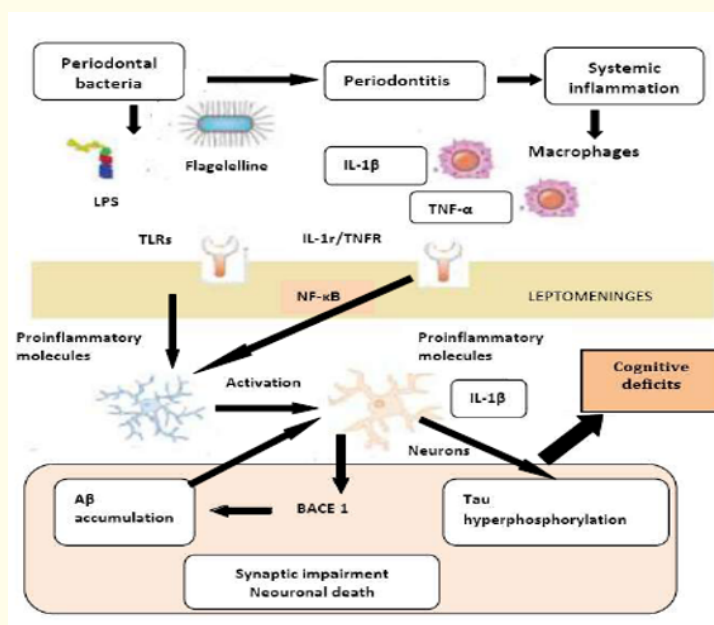 Periodontal
bacteria
Periodontitis
Systemic
inflammation
Flagelelline
LPS
IL-1β
Macrophages
TNF-α
TLRs
IL-1r/TNFR
NF-κB
LEPTOMENINGES
Proinflammatory
molecules
Proinflammatory
molecules
Activation
IL-1β
Cognitive
deficits
Neurons
Aβ
accumulation
BACE 1
Tau
hyperphosphorylation
Synaptic impairment
Neouronal death